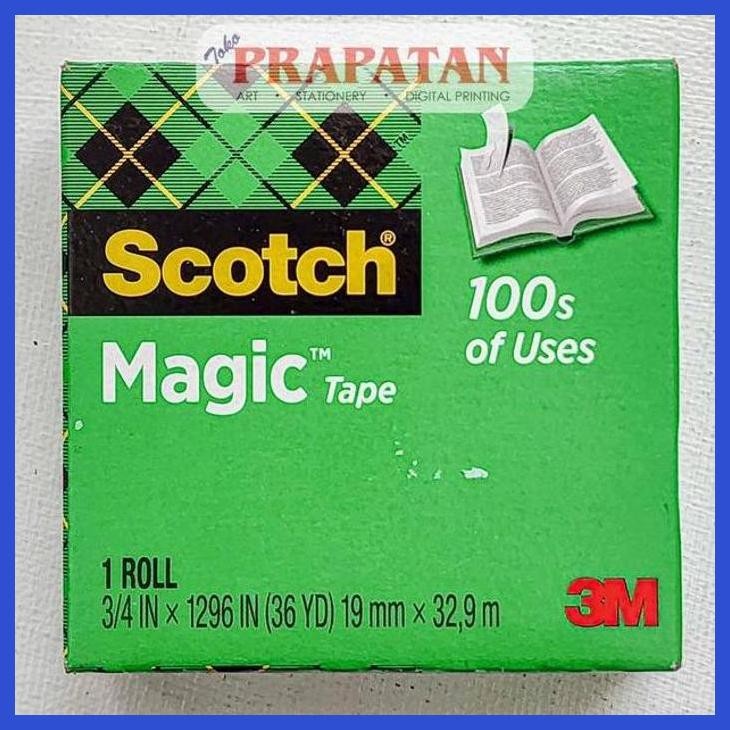 Toko
PRAPATAN
ART • STATIONERY • DIGITAL PRINTING
Scotch®
Magic™ Tape
100s
of Uses
1 ROLL
3/4 IN × 1296 IN (36 YD) 19 mm × 32,9 m
3M